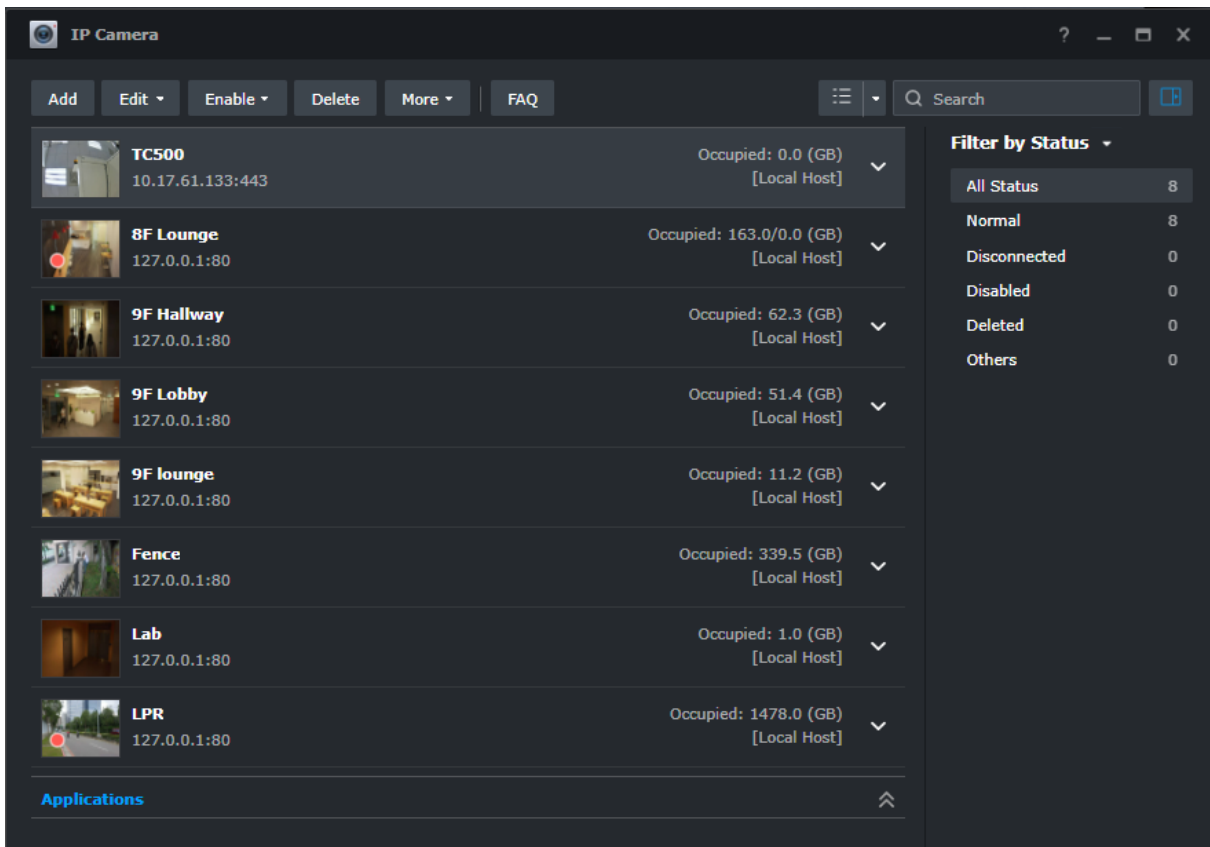 IP Camera
Add Edit Enable Delete More FAQ Search
TC500 Occupied: 0.0 (GB)
10.17.61.133:443 [Local Host]
8F Lounge Occupied: 163.0/0.0 (GB)
127.0.0.1:80 [Local Host]
9F Hallway Occupied: 62.3 (GB)
127.0.0.1:80 [Local Host]
9F Lobby Occupied: 51.4 (GB)
127.0.0.1:80 [Local Host]
9F lounge Occupied: 11.2 (GB)
127.0.0.1:80 [Local Host]
Fence Occupied: 339.5 (GB)
127.0.0.1:80 [Local Host]
Lab Occupied: 1.0 (GB)
127.0.0.1:80 [Local Host]
LPR Occupied: 1478.0 (GB)
127.0.0.1:80 [Local Host]
Applications
Filter by Status
All Status 8
Normal 8
Disconnected 0
Disabled 0
Deleted 0
Others 0